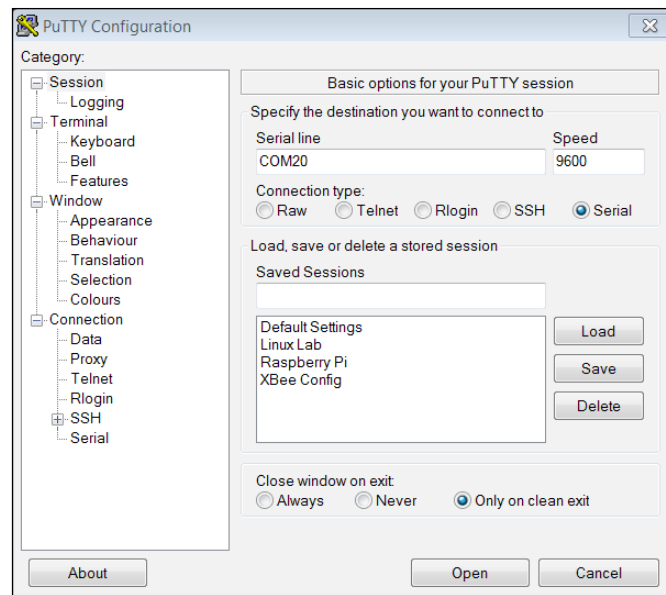 PuTTY Configuration
Category:
Session
Logging
Terminal
Keyboard
Bell
Features
Window
Appearance
Behaviour
Translation
Selection
Colours
Connection
Data
Proxy
Telnet
Rlogin
SSH
Serial
Basic options for your PuTTY session
Specify the destination you want to connect to
Serial line Speed
COM20 9600
Connection type:
Raw Telnet Rlogin SSH Serial
Load, save or delete a stored session
Saved Sessions
Default Settings
Linux Lab
Raspberry Pi
XBee Config
Load
Save
Delete
Close window on exit:
Always Never Only on clean exit
About Open Cancel